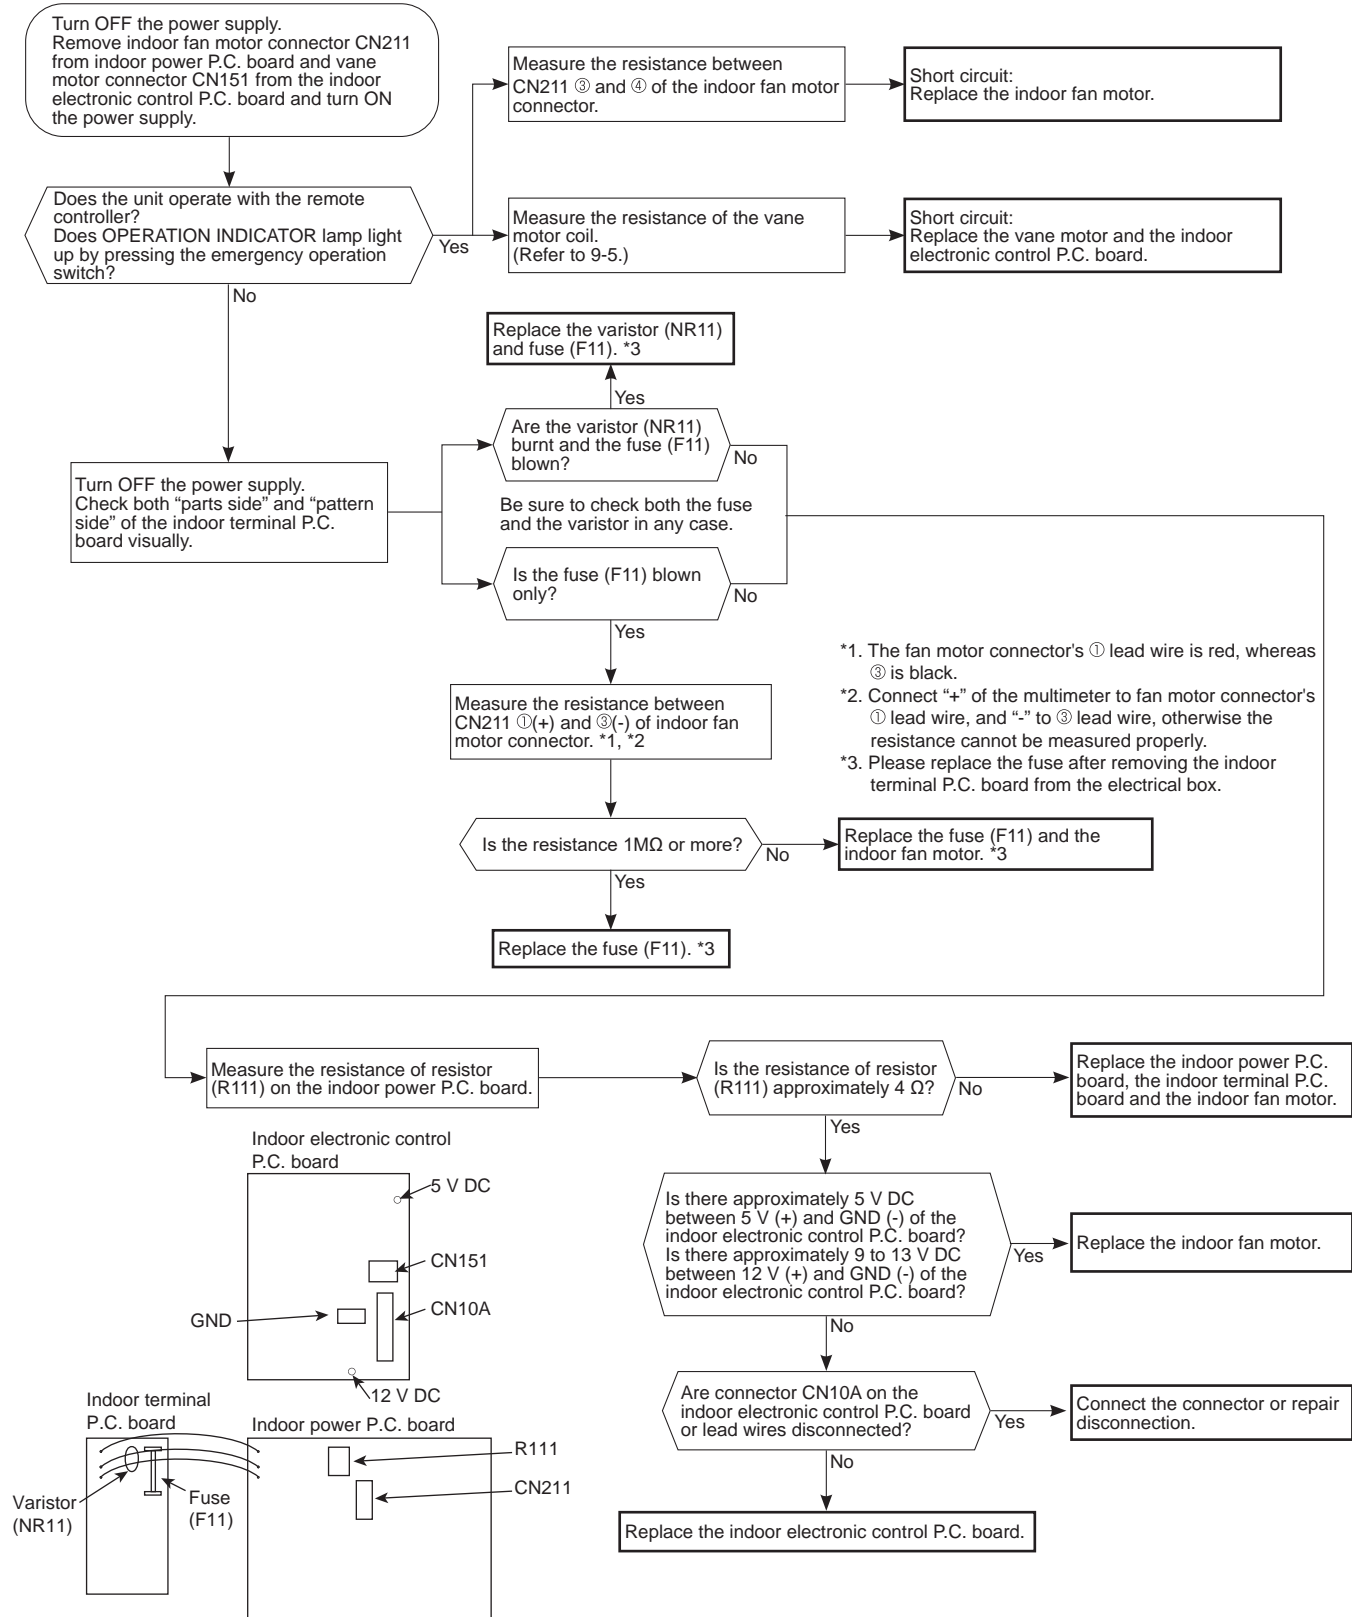 Turn OFF the power supply.
Remove indoor fan motor connector CN211
from indoor power P.C. board and vane
motor connector CN151 from the indoor
electronic control P.C. board and turn ON
the power supply.
Measure the resistance between
CN211 ③ and ④ of the indoor fan motor
connector.
Short circuit:
Replace the indoor fan motor.
Does the unit operate with the remote
controller?
Does OPERATION INDICATOR lamp light
up by pressing the emergency operation
switch?
Yes
Measure the resistance of the vane
motor coil.
(Refer to 9-5.)
Short circuit:
Replace the vane motor and the indoor
electronic control P.C. board.
No
Replace the varistor (NR11)
and fuse (F11). *3
Yes
Are the varistor (NR11)
burnt and the fuse (F11)
blown?
No
Turn OFF the power supply.
Check both “parts side” and “pattern
side” of the indoor terminal P.C.
board visually.
Be sure to check both the fuse
and the varistor in any case.
Is the fuse (F11) blown
only?
No
Yes
*1. The fan motor connector's ① lead wire is red, whereas
③ is black.
*2. Connect “+” of the multimeter to fan motor connector's
① lead wire, and “-” to ③ lead wire, otherwise the
resistance cannot be measured properly.
*3. Please replace the fuse after removing the indoor
terminal P.C. board from the electrical box.
Measure the resistance between
CN211 ①(+) and ③(-) of indoor fan
motor connector. *1, *2
Is the resistance 1MΩ or more?
No
Replace the fuse (F11) and the
indoor fan motor. *3
Yes
Replace the fuse (F11). *3
Measure the resistance of resistor
(R111) on the indoor power P.C. board.
Is the resistance of resistor
(R111) approximately 4 Ω?
No
Replace the indoor power P.C.
board, the indoor terminal P.C.
board and the indoor fan motor.
Yes
Is there approximately 5 V DC
between 5 V (+) and GND (-) of the
indoor electronic control P.C. board?
Is there approximately 9 to 13 V DC
between 12 V (+) and GND (-) of the
indoor electronic control P.C. board?
Yes
Replace the indoor fan motor.
No
Are connector CN10A on the
indoor electronic control P.C. board
or lead wires disconnected?
Yes
Connect the connector or repair
disconnection.
No
Replace the indoor electronic control P.C. board.
Indoor electronic control
P.C. board
5 V DC
CN151
CN10A
GND
12 V DC
Indoor terminal
P.C. board
Indoor power P.C. board
R111
CN211
Varistor
(NR11)
Fuse
(F11)